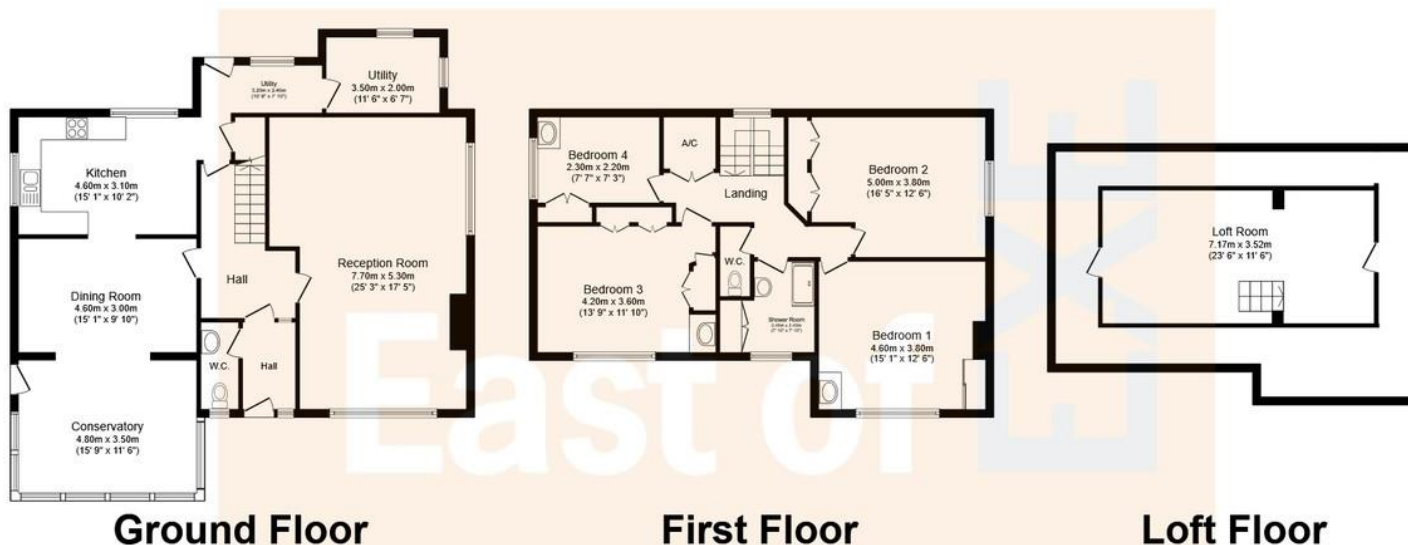 Utility
3.50m x 2.00m
(11' 6" x 6' 7")
Utility
Kitchen
4.60m x 3.10m
(15' 1" x 10' 2")
Reception Room
7.70m x 5.30m
(25' 3" x 17' 5")
Hall
Dining Room
4.60m x 3.00m
(15' 1" x 9' 10")
W.C.
Hall
Conservatory
4.80m x 3.50m
(15' 9" x 11' 6")
Ground Floor
Bedroom 4
2.30m x 2.20m
(7' 7" x 7' 3")
A/C
Landing
Bedroom 2
5.00m x 3.80m
(16' 5" x 12' 6")
W.C.
Bedroom 3
4.20m x 3.60m
(13' 9" x 11' 10")
Shower Room
Bedroom 1
4.60m x 3.80m
(15' 1" x 12' 6")
First Floor
Loft Room
7.17m x 3.52m
(23' 6" x 11' 6")
Loft Floor
East of
EXE